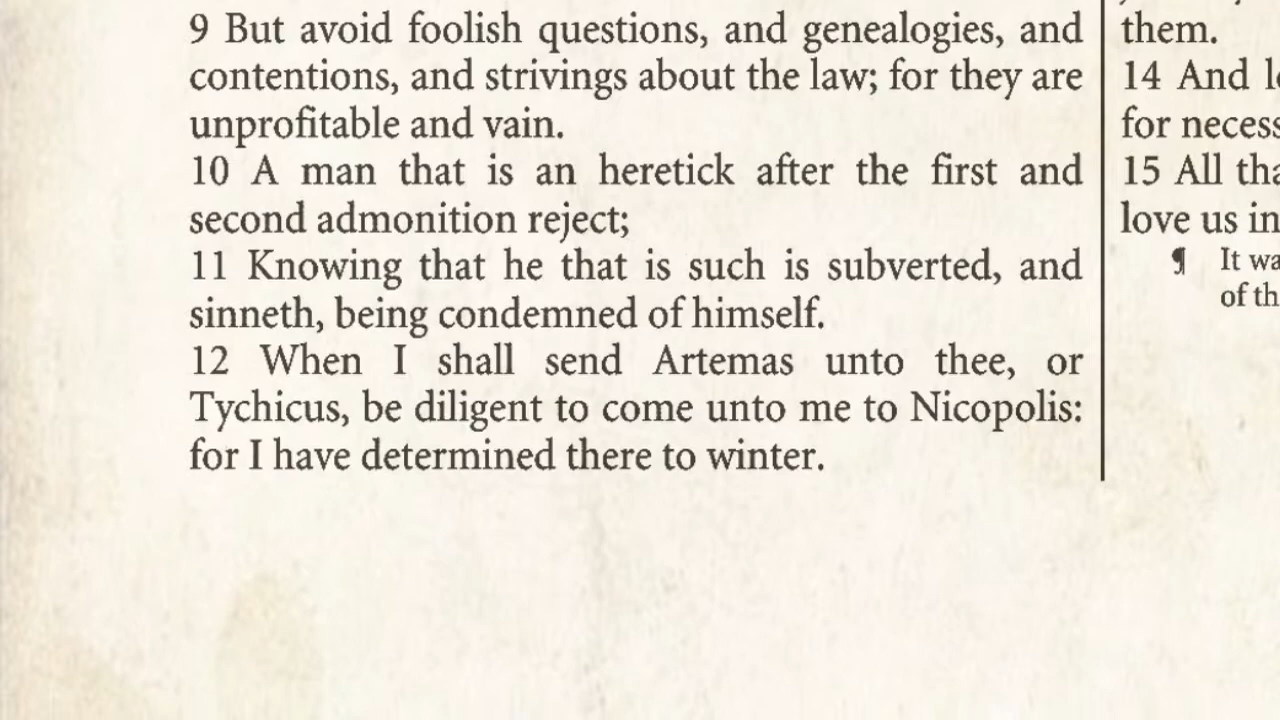 9 But avoid foolish questions, and genealogies, and
contentions, and strivings about the law; for they are
unprofitable and vain.
10 A man that is an heretick after the first and
second admonition reject;
11 Knowing that he that is such is subverted, and
sinneth, being condemned of himself.
12 When I shall send Artemas unto thee, or
Tychicus, be diligent to come unto me to Nicopolis:
for I have determined there to winter.
them.
14 And
for
15 All
love us in
¶ It
of